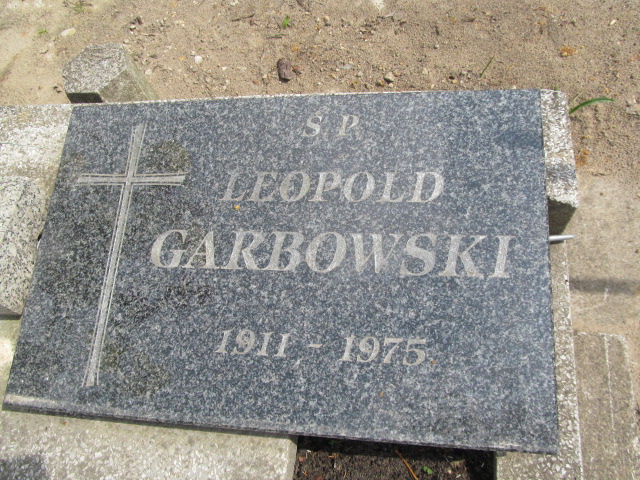 S. P.
LEOPOLD
GARBOWSKI
1911 - 1975.